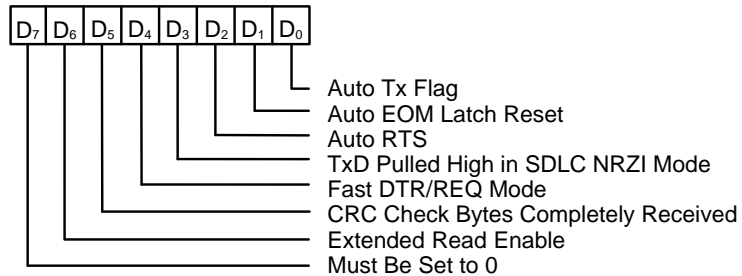 D₇ D₆ D₅ D₄ D₃ D₂ D₁ D₀
Auto Tx Flag
Auto EOM Latch Reset
Auto RTS
TxD Pulled High in SDLC NRZI Mode
Fast DTR/REQ Mode
CRC Check Bytes Completely Received
Extended Read Enable
Must Be Set to 0